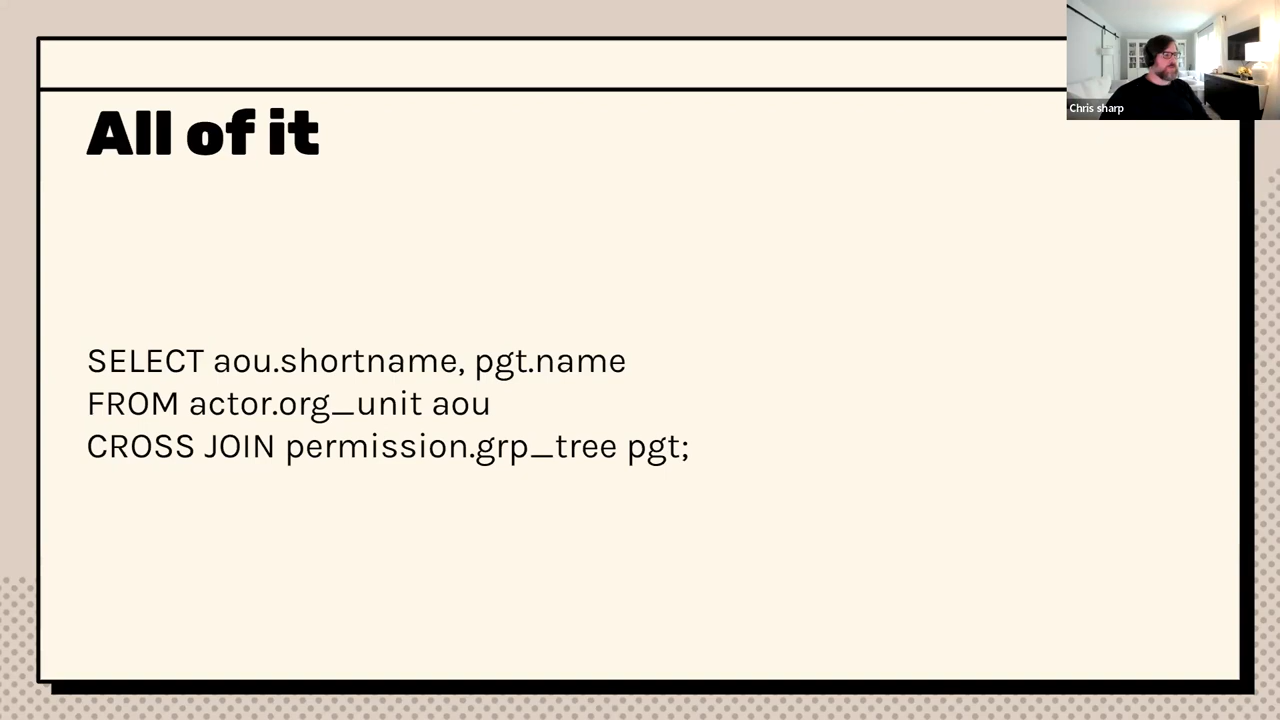 All of it
SELECT aou.shortname, pgt.name
FROM actor.org_unit aou
CROSS JOIN permission.grp_tree pgt;
Chris sharp